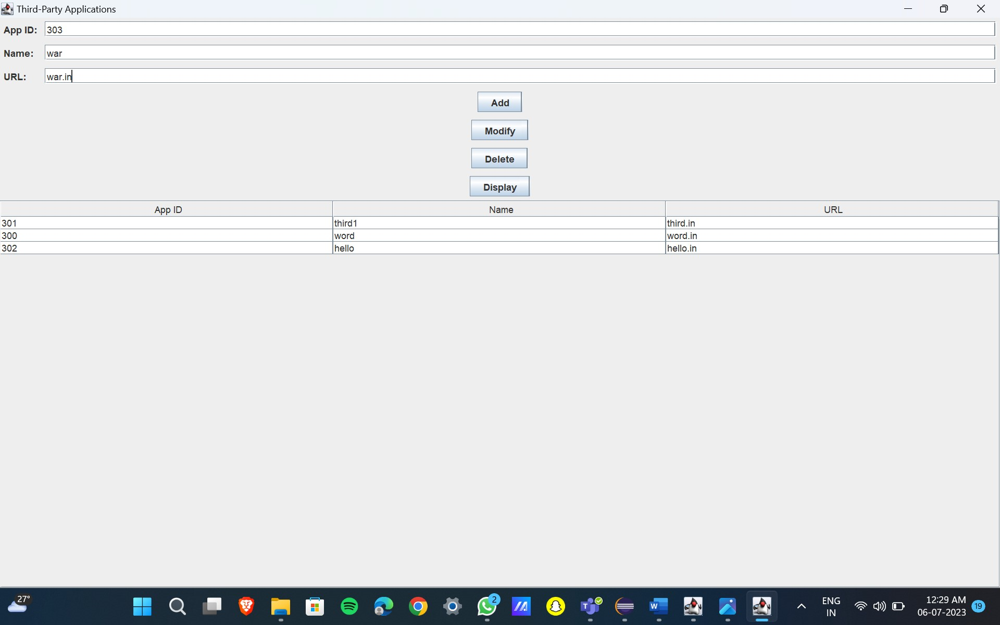 Third-Party Applications
App ID: 303
Name: war
URL: war.in
Add
Modify
Delete
Display
App ID Name URL
301 third1 third.in
300 word word.in
302 hello hello.in
27°
2
T
W
ENG
IN
12:29 AM
06-07-2023
19